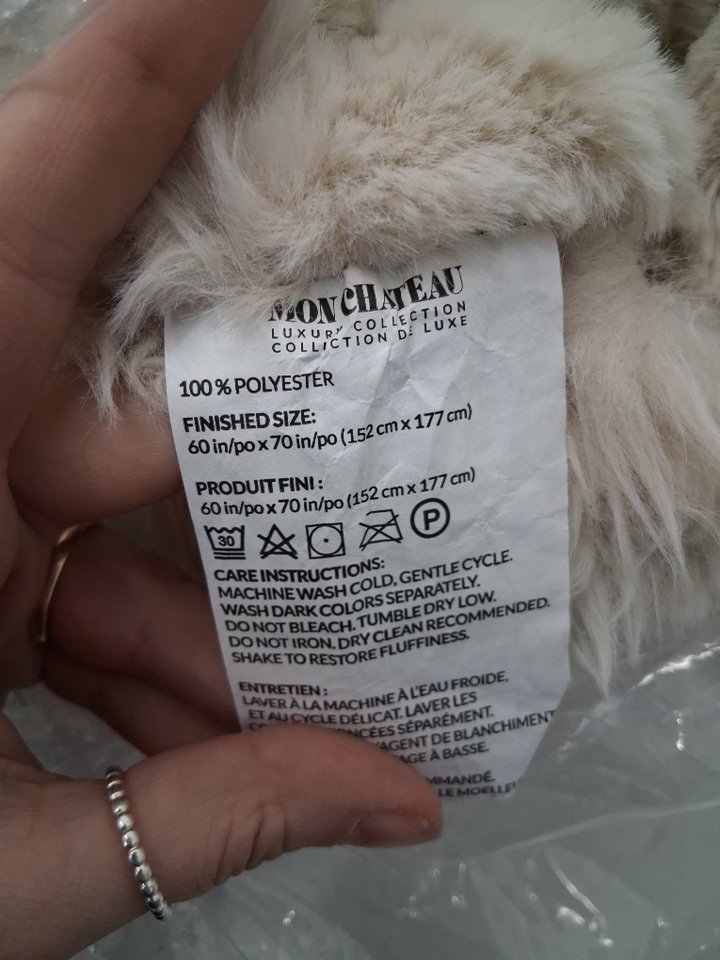 MON CHATEAU
LUXURY COLLECTION
COLLECTION DE LUXE
100 % POLYESTER
FINISHED SIZE:
60 in/po x 70 in/po (152 cm x 177 cm)
PRODUIT FINI :
60 in/po x 70 in/po (152 cm x 177 cm)
30 P
CARE INSTRUCTIONS:
MACHINE WASH COLD, GENTLE CYCLE.
WASH DARK COLORS SEPARATELY.
DO NOT BLEACH. TUMBLE DRY LOW.
DO NOT IRON. DRY CLEAN RECOMMENDED.
SHAKE TO RESTORE FLUFFINESS.
ENTRETIEN :
LAVER À LA MACHINE À L'EAU FROIDE,
ET AU CYCLE DÉLICAT. LAVER LES
SÉPARÉMENT.
AGENT DE BLANCHIMENT
À BASSE.
LE